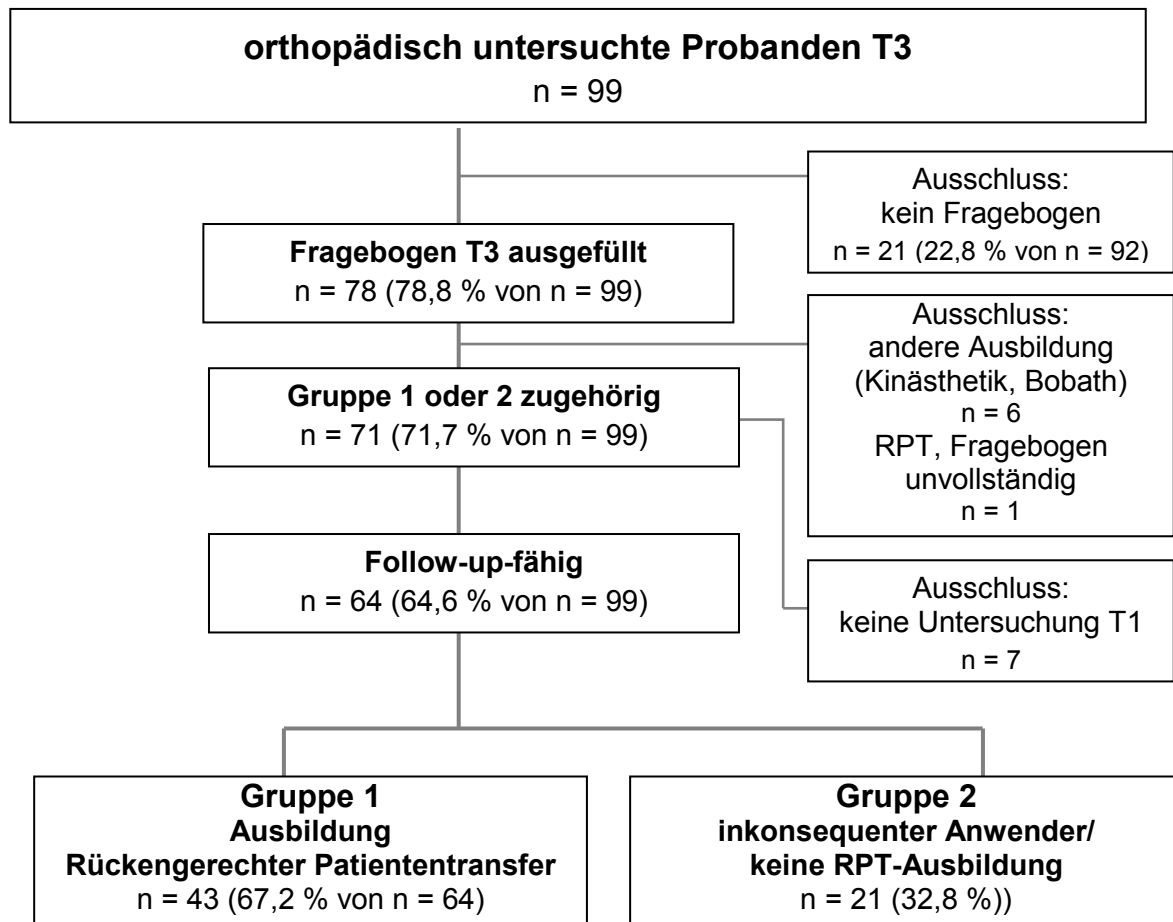 orthopädisch untersuchte Probanden T3
n = 99
Ausschluss:
kein Fragebogen
n = 21 (22,8 % von n = 92)
Fragebogen T3 ausgefüllt
n = 78 (78,8 % von n = 99)
Ausschluss:
andere Ausbildung
(Kinästhetik, Bobath)
n = 6
RPT, Fragebogen
unvollständig
n = 1
Gruppe 1 oder 2 zugehörig
n = 71 (71,7 % von n = 99)
Follow-up-fähig
n = 64 (64,6 % von n = 99)
Ausschluss:
keine Untersuchung T1
n = 7
Gruppe 1
Ausbildung
Rückengerechter Patiententransfer
n = 43 (67,2 % von n = 64)
Gruppe 2
inkonsequenter Anwender/
keine RPT-Ausbildung
n = 21 (32,8 %))